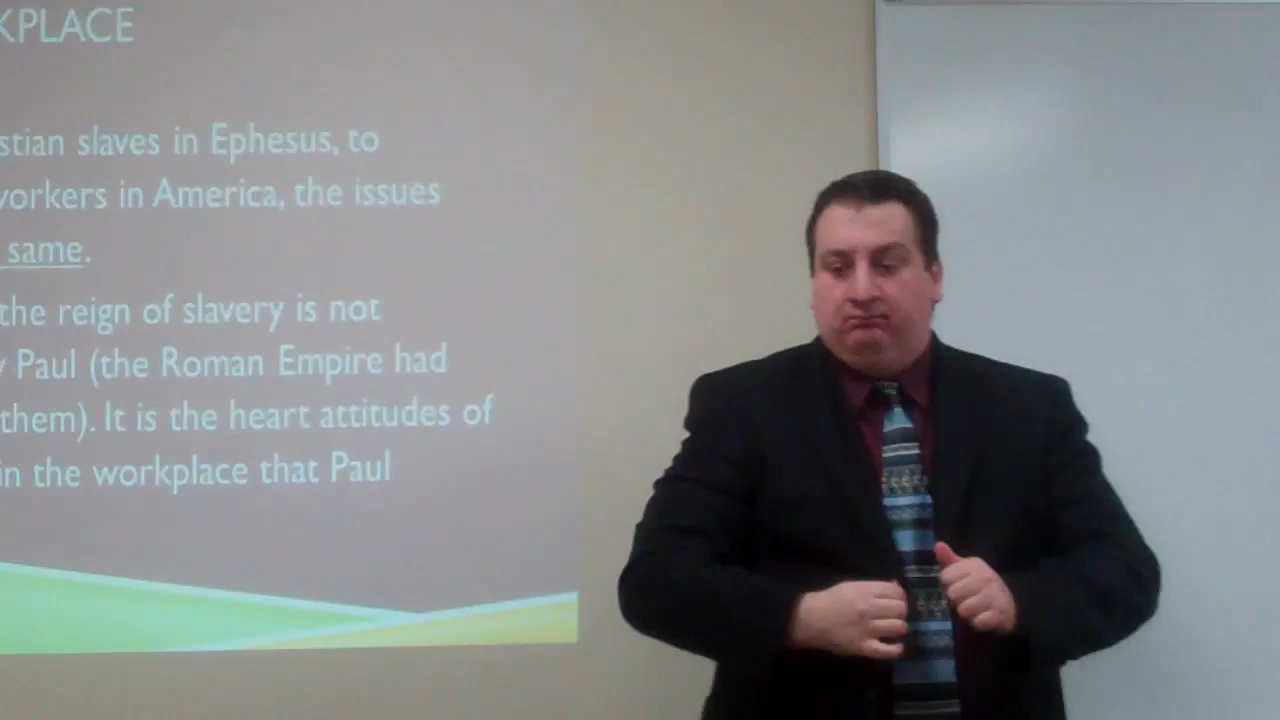 KPLACE
stian slaves in Ephesus, to
workers in America, the issues
same.
the reign of slavery is not
Paul (the Roman Empire had
them). It is the heart attitudes of
in the workplace that Paul